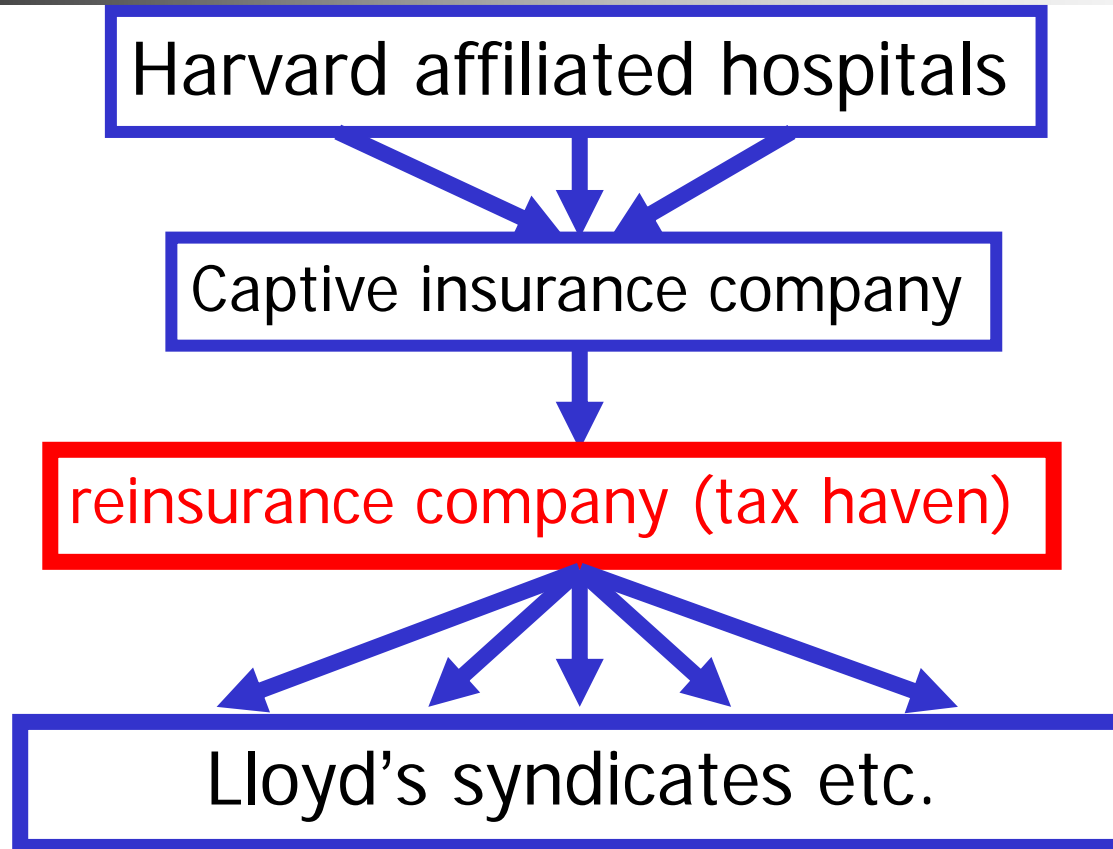 Harvard affiliated hospitals
Captive insurance company
reinsurance company (tax haven)
Lloyd’s syndicates etc.